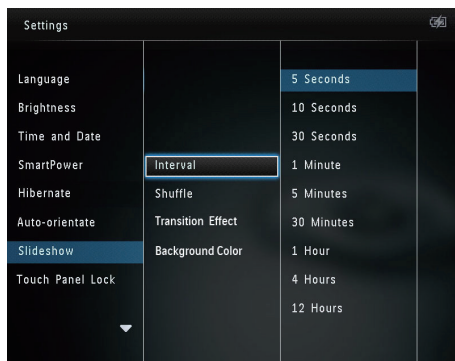 Settings
Language
Brightness
Time and Date
SmartPower
Hibernate
Auto-orientate
Slideshow
Touch Panel Lock
Interval
Shuffle
Transition Effect
Background Color
5 Seconds
10 Seconds
30 Seconds
1 Minute
5 Minutes
30 Minutes
1 Hour
4 Hours
12 Hours